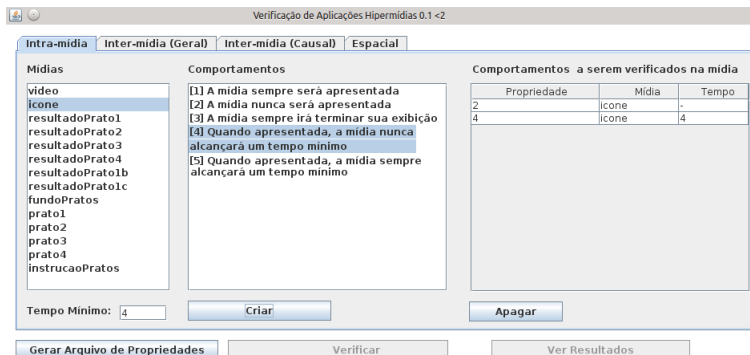 Verificação de Aplicações Hipermídias 0.1 <2
Intra-mídia Inter-mídia (Geral) Inter-mídia (Causal) Espacial
Mídias
video
icone
resultadoPrato1
resultadoPrato2
resultadoPrato3
resultadoPrato4
resultadoPrato1b
resultadoPrato1c
fundoPratos
prato1
prato2
prato3
prato4
instrucaoPratos
Tempo Mínimo: 4
Comportamentos
[1] A mídia sempre será apresentada
[2] A mídia nunca será apresentada
[3] A mídia sempre irá terminar sua exibição
[4] Quando apresentada, a mídia nunca
alcançará um tempo mínimo
[5] Quando apresentada, a mídia sempre
alcançará um tempo mínimo
Criar
Comportamentos a serem verificados na mídia
Propriedade Mídia Tempo
2 icone -
4 icone 4
Apagar
Gerar Arquivo de Propriedades Verificar Ver Resultados